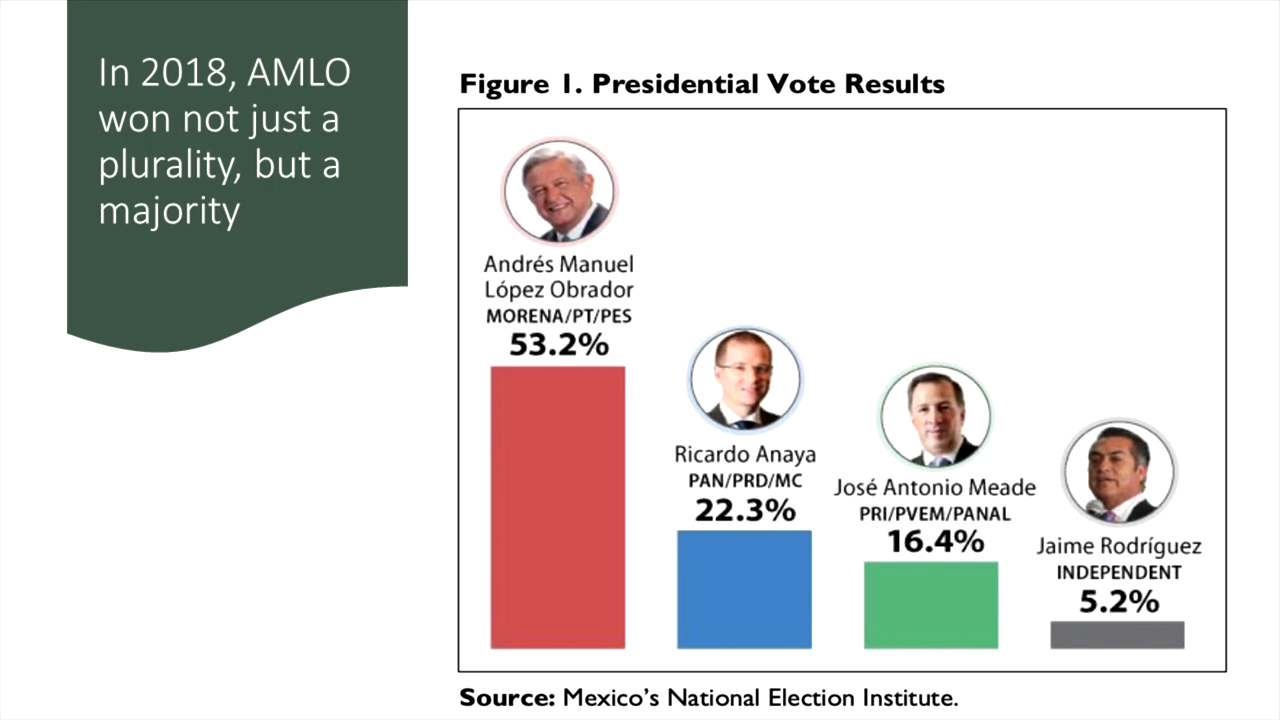 In 2018, AMLO
won not just a
plurality, but a
majority
Figure 1. Presidential Vote Results
Andrés Manuel
López Obrador
MORENA/PT/PES
53.2%
Ricardo Anaya
PAN/PRD/MC
22.3%
José Antonio Meade
PRI/PVEM/PANAL
16.4%
Jaime Rodríguez
INDEPENDENT
5.2%
Source: Mexico’s National Election Institute.